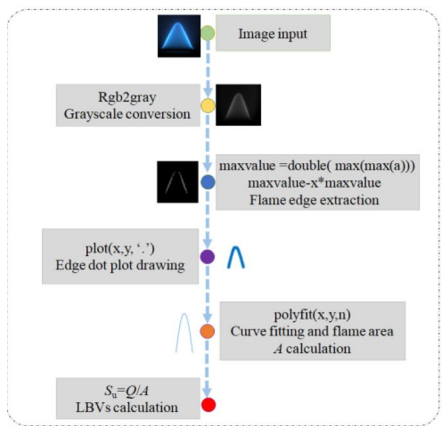 Image input
Rgb2gray
Grayscale conversion
maxvalue =double( max(max(a)))
maxvalue-x*maxvalue
Flame edge extraction
plot(x,y, ‘.’)
Edge dot plot drawing
polyfit(x,y,n)
Curve fitting and flame area
A calculation
Su=Q/A
LBVs calculation